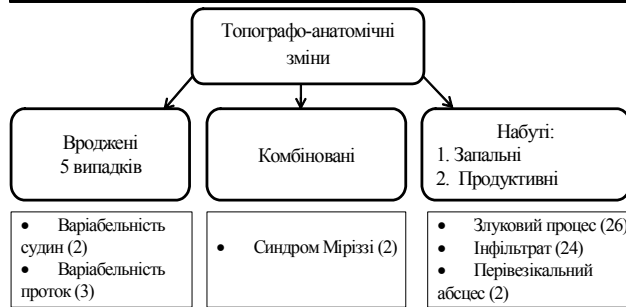 Топографо-анатомічні
зміни
Вроджені
5 випадків
Комбіновані
Набуті:
1. Запальні
2. Продуктивні
• Варіабельність
судин (2)
• Варіабельність
проток (3)
• Синдром Міріззі (2)
• Злуковий процес (26)
• Інфільтрат (24)
• Первезікальний
абсцес (2)